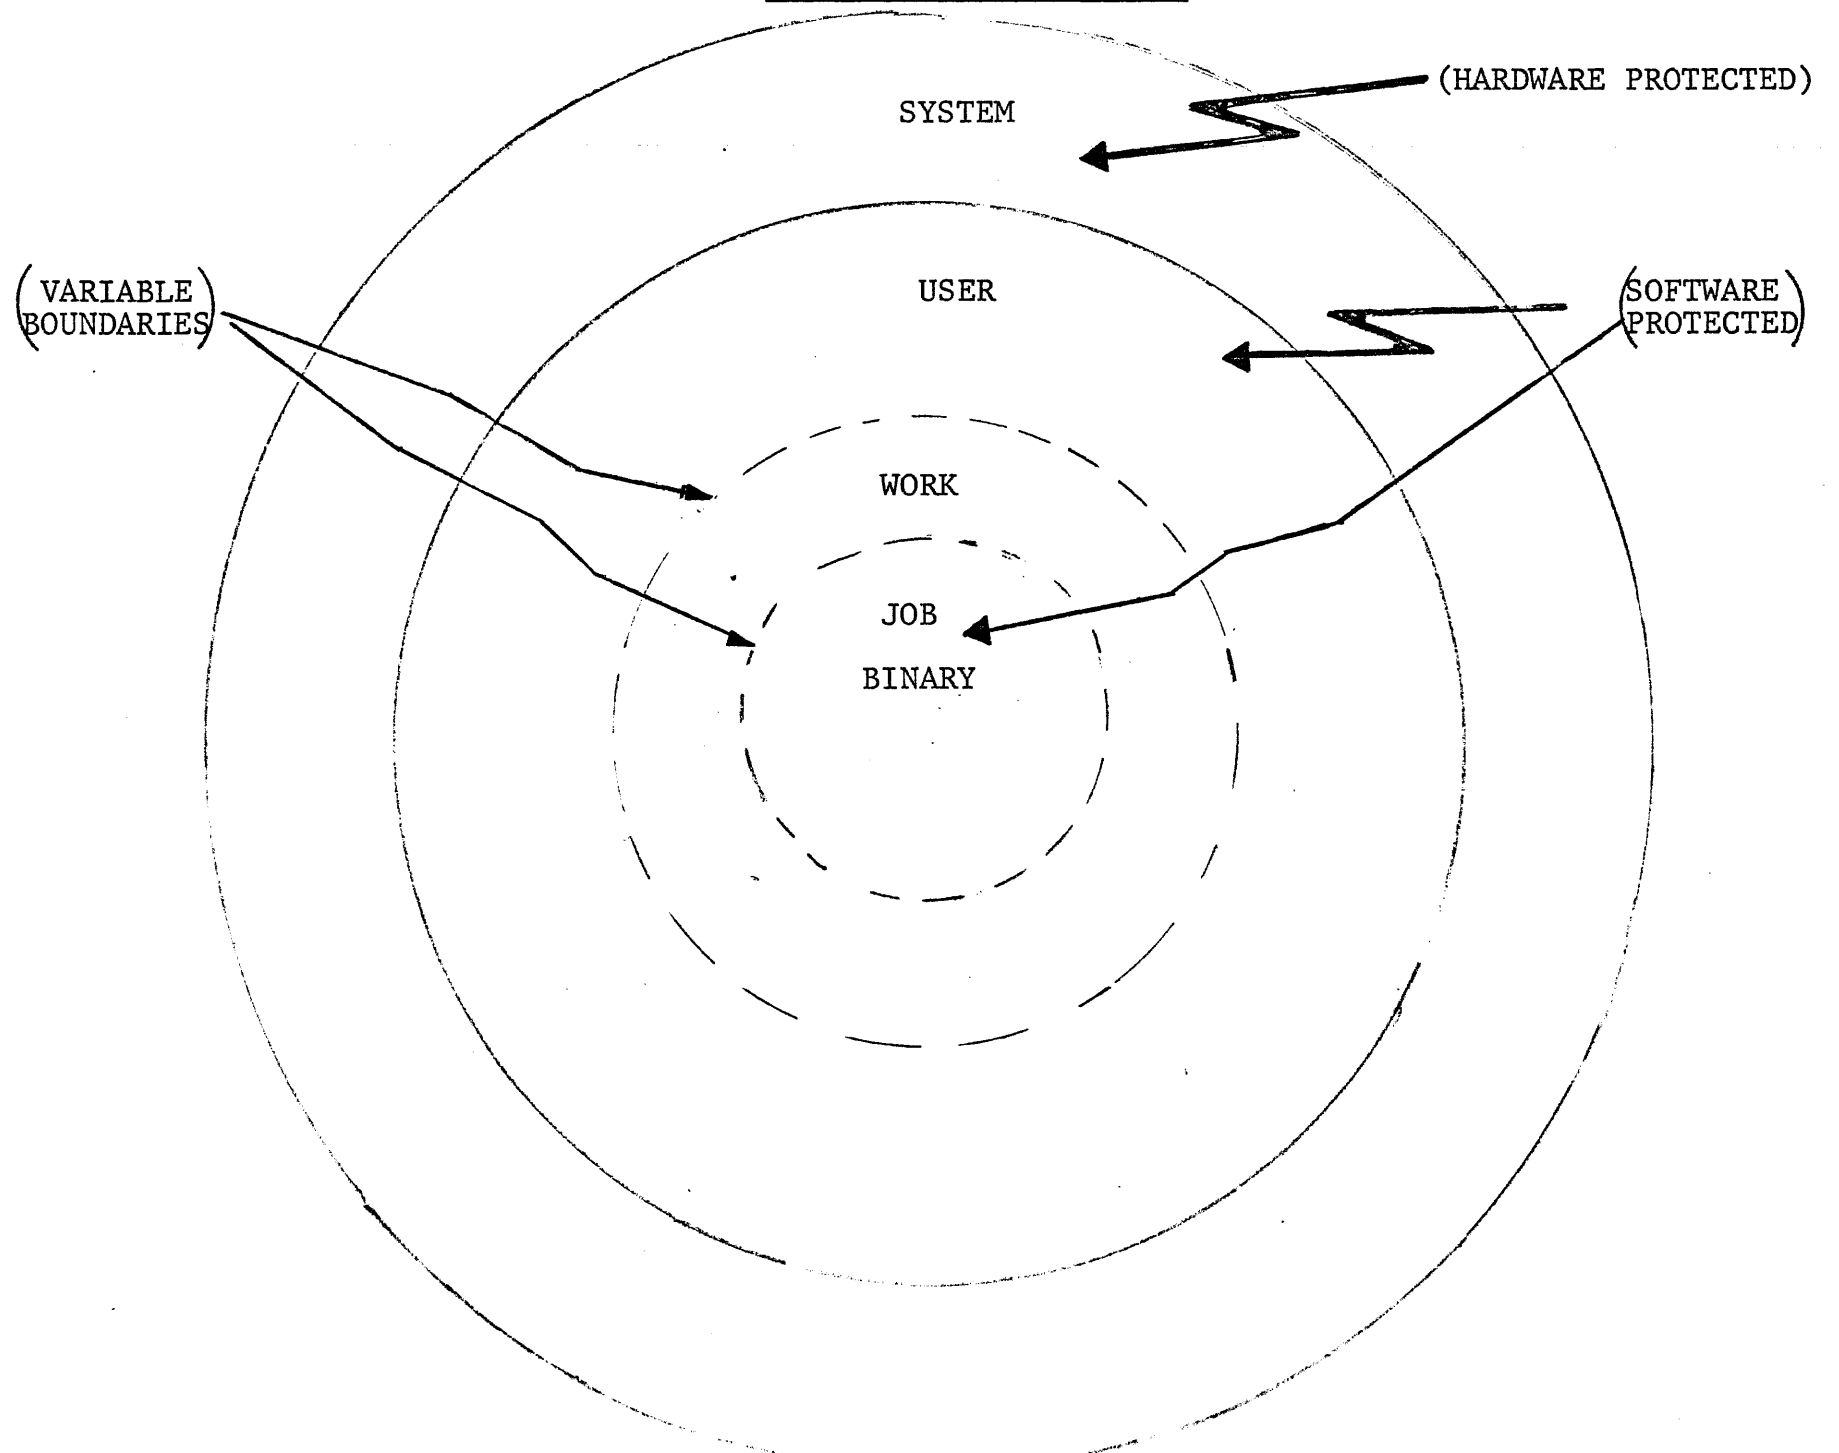 (HARDWARE PROTECTED)
SYSTEM
(VARIABLE
BOUNDARIES)
USER
(SOFTWARE
PROTECTED)
WORK
JOB
BINARY